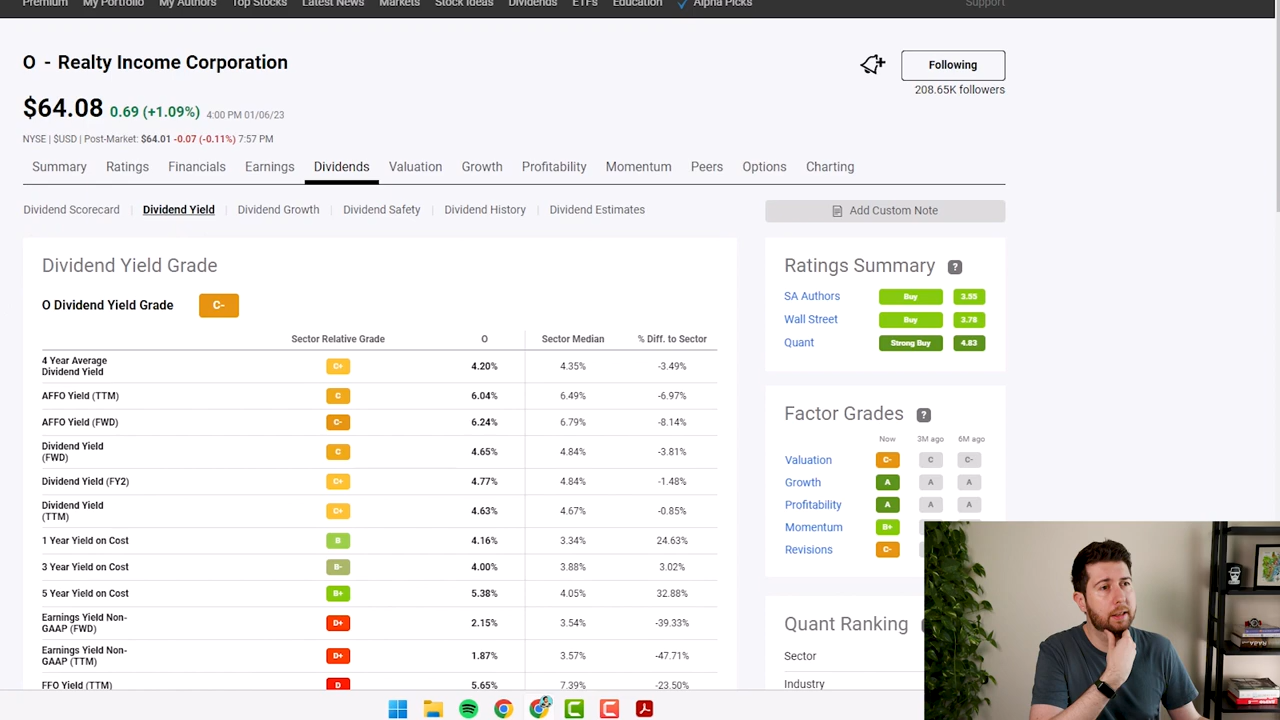 Premium My Portfolio My Authors Top Stocks Latest News Markets Stock Ideas Dividends ETFs Education Alpha Picks Support
O - Realty Income Corporation
Following
208.65K followers
$64.08 0.69 (+1.09%) 4:00 PM 01/06/23
NYSE | $USD | Post-Market: $64.01 -0.07 (-0.11%) 7:57 PM
Summary Ratings Financials Earnings Dividends Valuation Growth Profitability Momentum Peers Options Charting
Dividend Scorecard Dividend Yield Dividend Growth Dividend Safety Dividend History Dividend Estimates
Add Custom Note
Dividend Yield Grade
O Dividend Yield Grade C-
Sector Relative Grade O Sector Median % Diff. to Sector
4 Year Average
Dividend Yield C+ 4.20% 4.35% -3.49%
AFFO Yield (TTM) C 6.04% 6.49% -6.97%
AFFO Yield (FWD) C- 6.24% 6.79% -8.14%
Dividend Yield
(FWD) C 4.65% 4.84% -3.81%
Dividend Yield (FY2) C+ 4.77% 4.84% -1.48%
Dividend Yield
(TTM) C+ 4.63% 4.67% -0.85%
1 Year Yield on Cost B 4.16% 3.34% 24.63%
3 Year Yield on Cost B- 4.00% 3.88% 3.02%
5 Year Yield on Cost B+ 5.38% 4.05% 32.88%
Earnings Yield Non-
GAAP (FWD) D+ 2.15% 3.54% -39.33%
Earnings Yield Non-
GAAP (TTM) D+ 1.87% 3.57% -47.71%
FFO Yield (TTM) D 5.65% 7.39% -23.50%
Ratings Summary ?
SA Authors Buy 3.55
Wall Street Buy 3.78
Quant Strong Buy 4.83
Factor Grades ?
Now 3M ago 6M ago
Valuation C- C C-
Growth A A A
Profitability A A A
Momentum B+
Revisions C-
Quant Ranking
Sector
Industry